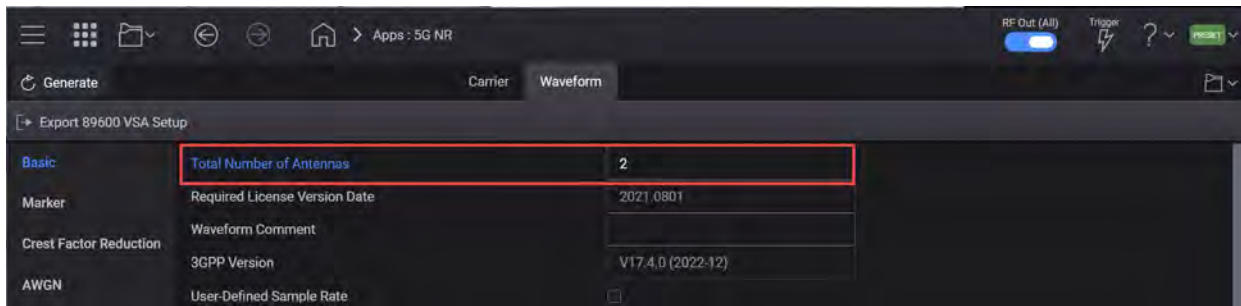 RF Out (All) Trigger
> Apps : 5G NR ? PRESET
Generate Carrier Waveform
Export 89600 VSA Setup
Basic Total Number of Antennas 2
Marker Required License Version Date 2021.0801
Waveform Comment
Crest Factor Reduction
3GPP Version V17.4.0 (2022-12)
AWGN
User-Defined Sample Rate